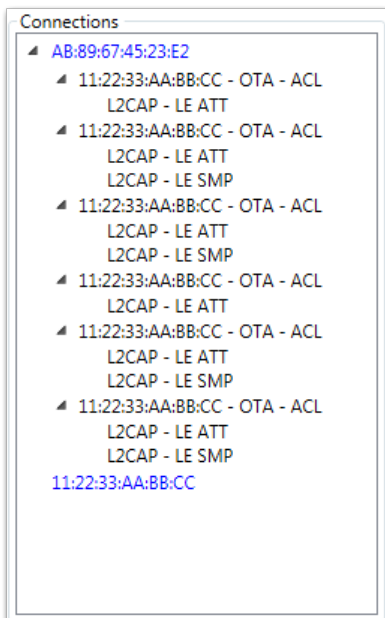 Connections
AB:89:67:45:23:E2
11:22:33:AA:BB:CC - OTA - ACL
L2CAP - LE ATT
11:22:33:AA:BB:CC - OTA - ACL
L2CAP - LE ATT
L2CAP - LE SMP
11:22:33:AA:BB:CC - OTA - ACL
L2CAP - LE ATT
L2CAP - LE SMP
11:22:33:AA:BB:CC - OTA - ACL
L2CAP - LE ATT
11:22:33:AA:BB:CC - OTA - ACL
L2CAP - LE ATT
L2CAP - LE SMP
11:22:33:AA:BB:CC - OTA - ACL
L2CAP - LE ATT
L2CAP - LE SMP
11:22:33:AA:BB:CC